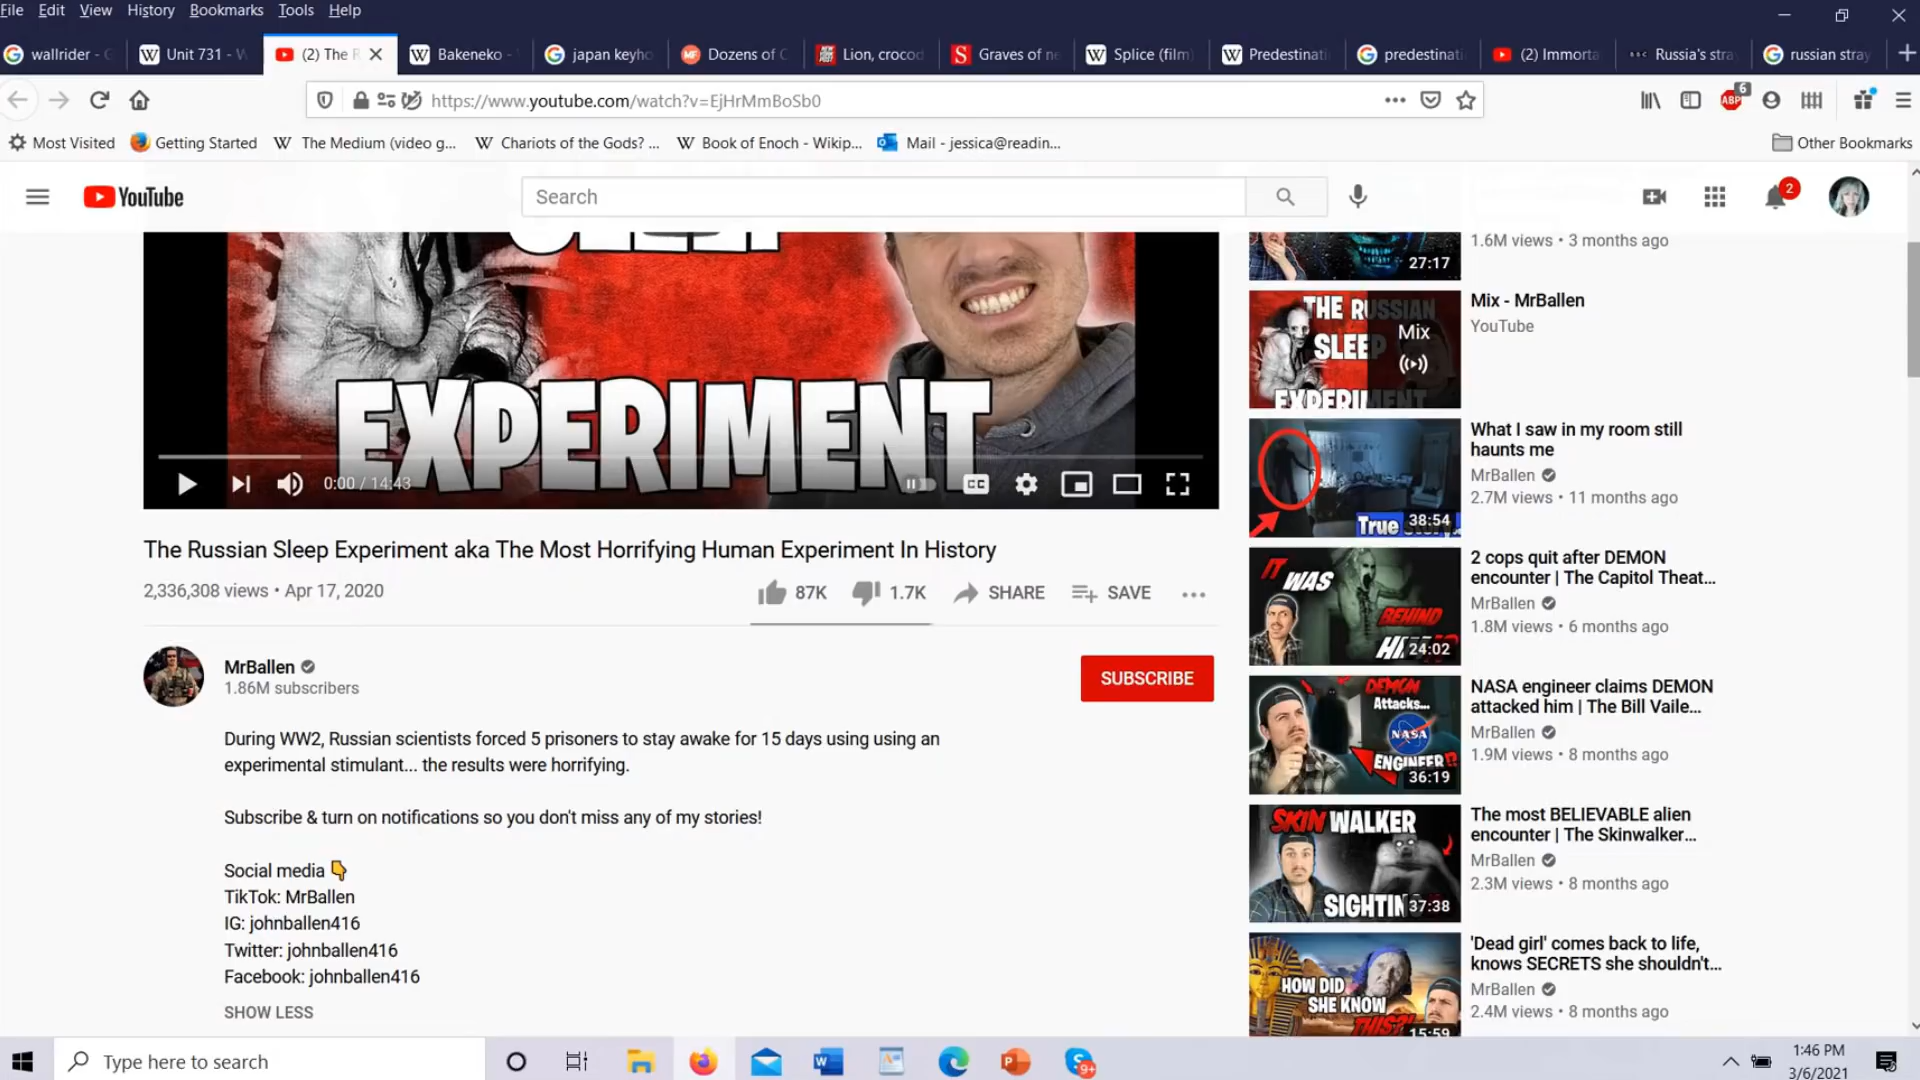 File Edit View History Bookmarks Tools Help
wallrider - G
Unit 731 - W
(2) The R
Bakeneko -
japan keyho
Dozens of C
Lion, crocod
Graves of ne
Splice (film)
Predestinati
predestinati
(2) Immorta
Russia's stra
russian stray
https://www.youtube.com/watch?v=EjHrMmBoSb0
ABP
6
Most Visited
Getting Started
The Medium (video g...
Chariots of the Gods? ...
Book of Enoch - Wikip...
Mail - jessica@readin...
Other Bookmarks
YouTube
Search
2
EXPERIMENT
0:00 / 14:43
CC
The Russian Sleep Experiment aka The Most Horrifying Human Experiment In History
2,336,308 views • Apr 17, 2020
87K
1.7K
SHARE
SAVE
MrBallen
1.86M subscribers
SUBSCRIBE
During WW2, Russian scientists forced 5 prisoners to stay awake for 15 days using using an
experimental stimulant... the results were horrifying.
Subscribe & turn on notifications so you don't miss any of my stories!
Social media
TikTok: MrBallen
IG: johnballen416
Twitter: johnballen416
Facebook: johnballen416
SHOW LESS
27:17
1.6M views • 3 months ago
THE RUSSIAN
SLEEP
EXPERIMENT
Mix
Mix - MrBallen
YouTube
True
38:54
What I saw in my room still
haunts me
MrBallen
2.7M views • 11 months ago
IT
WAS
BEHIND
24:02
2 cops quit after DEMON
encounter | The Capitol Theat...
MrBallen
1.8M views • 6 months ago
DEMON
Attacks...
NASA
ENGINEER!?
36:19
NASA engineer claims DEMON
attacked him | The Bill Vaile...
MrBallen
1.9M views • 8 months ago
SKIN WALKER
SIGHTIN
37:38
The most BELIEVABLE alien
encounter | The Skinwalker...
MrBallen
2.3M views • 8 months ago
HOW DID
SHE KNOW
THIS?!
15:59
'Dead girl' comes back to life,
knows SECRETS she shouldn't...
MrBallen
2.4M views • 8 months ago
Type here to search
9+
1:46 PM
3/6/2021